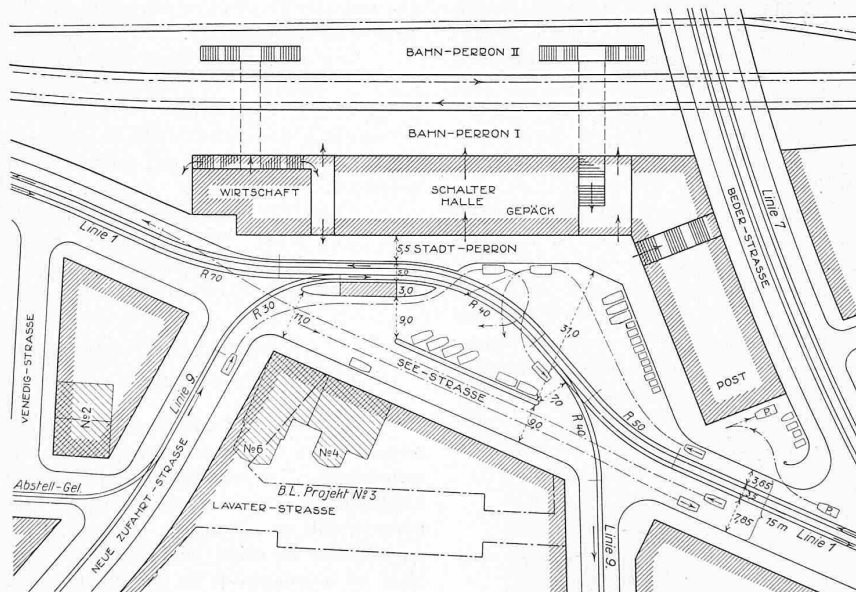 BAHN-PERRON II
BAHN-PERRON I
WIRTSCHAFT
SCHALTER
HALLE
GEPÄCK
BEDER-STRASSE
Linie 7
Linie 1
5,5 STADT-PERRON
5,0
R 70
3,0
R 40
R 30
11,0
9,0
31,0
SEE-STRASSE
POST
VENEDIG-STRASSE
Linie 9.
No 2
7,0
9,0
R 40
R 50
No 6
No 4
P.
Abstell-Gel.
NEUE ZUFAHRT-STRASSE
B.L. Projekt No 3
LAVATER-STRASSE
3,65
3,5
7,85
15 m
P.
Linie 1
Linie 9.